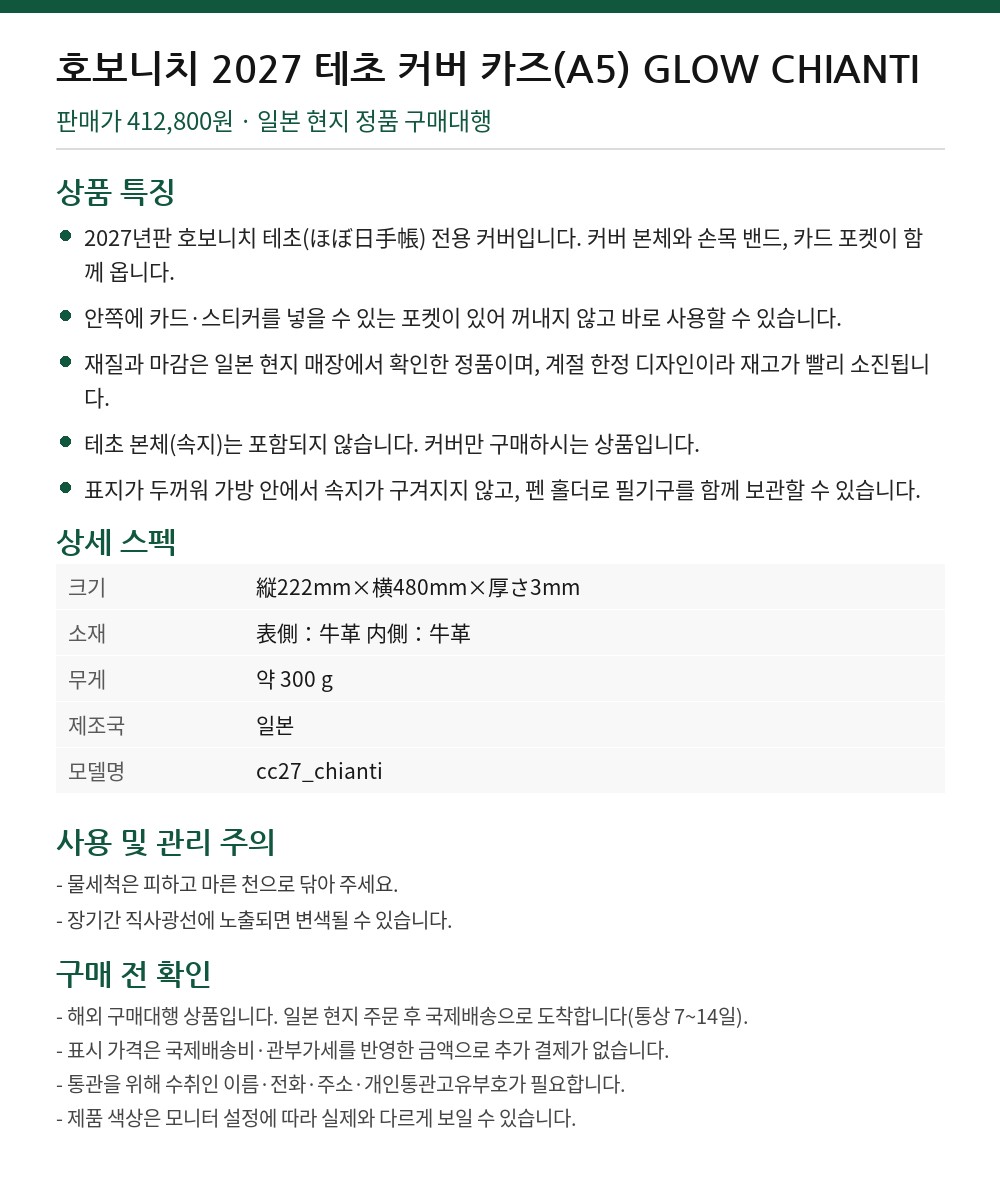 호보니치 2027 테초 커버 카즈(A5) GLOW CHIANTI
판매가 412,800원 · 일본 현지 정품 구매대행
상품 특징
2027년판 호보니치 테초(ほぼ日手帳) 전용 커버입니다. 커버 본체와 손목 밴드, 카드 포켓이 함
께 옵니다.
안쪽에 카드·스티커를 넣을 수 있는 포켓이 있어 꺼내지 않고 바로 사용할 수 있습니다.
재질과 마감은 일본 현지 매장에서 확인한 정품이며, 계절 한정 디자인이라 재고가 빨리 소진됩니
다.
테초 본체(속지)는 포함되지 않습니다. 커버만 구매하시는 상품입니다.
표지가 두꺼워 가방 안에서 속지가 구겨지지 않고, 펜 홀더로 필기구를 함께 보관할 수 있습니다.
상세 스펙
크기 縦222mm×横480mm×厚さ3mm
소재 表側：牛革 内側：牛革
무게 약 300 g
제조국 일본
모델명 cc27_chianti
사용 및 관리 주의
- 물세척은 피하고 마른 천으로 닦아 주세요.
- 장기간 직사광선에 노출되면 변색될 수 있습니다.
구매 전 확인
- 해외 구매대행 상품입니다. 일본 현지 주문 후 국제배송으로 도착합니다(통상 7~14일).
- 표시 가격은 국제배송비·관부가세를 반영한 금액으로 추가 결제가 없습니다.
- 통관을 위해 수취인 이름·전화·주소·개인통관고유부호가 필요합니다.
- 제품 색상은 모니터 설정에 따라 실제와 다르게 보일 수 있습니다.